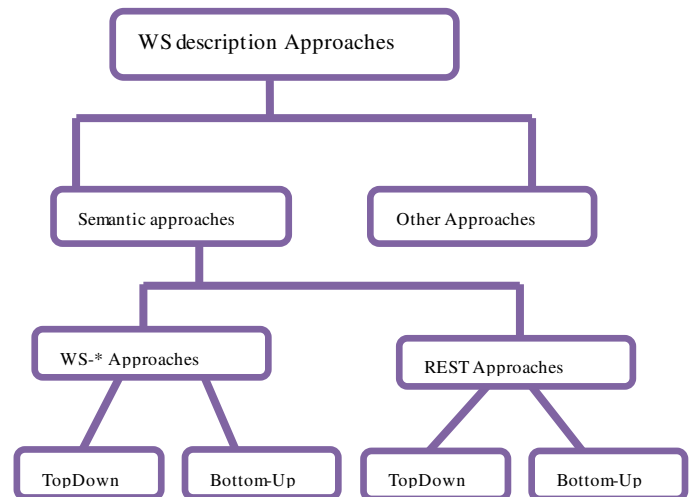 WS description Approaches
Semantic approaches
Other Approaches
WS-* Approaches
REST Approaches
TopDown
Bottom-Up
TopDown
Bottom-Up